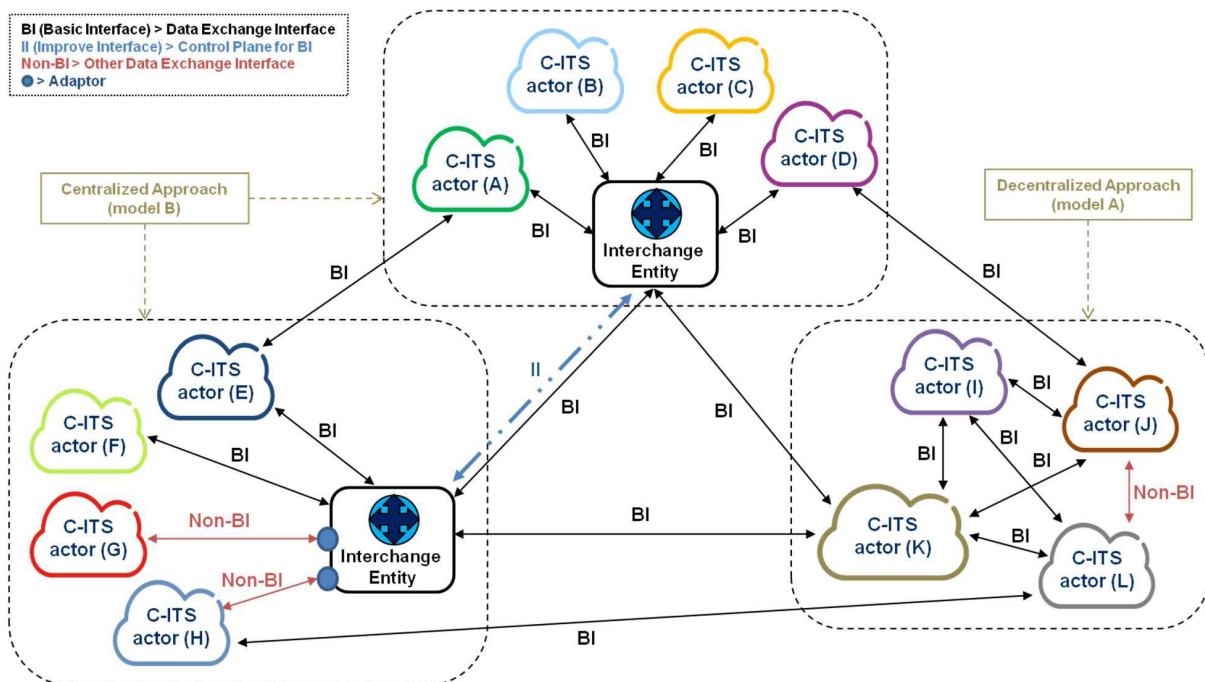 BI (Basic Interface) > Data Exchange Interface
II (Improve Interface) > Control Plane for BI
Non-BI > Other Data Exchange Interface
> Adaptor
C-ITS
actor (B)
C-ITS
actor (C)
C-ITS
actor (A)
C-ITS
actor (D)
BI
BI
BI
BI
Interchange
Entity
Centralized Approach
(model B)
Decentralized Approach
(model A)
BI
BI
II
BI
BI
C-ITS
actor (E)
C-ITS
actor (F)
BI
BI
C-ITS
actor (G)
Non-BI
Interchange
Entity
Non-BI
C-ITS
actor (H)
BI
BI
C-ITS
actor (I)
BI
C-ITS
actor (J)
BI
BI
BI
Non-BI
C-ITS
actor (K)
BI
C-ITS
actor (L)